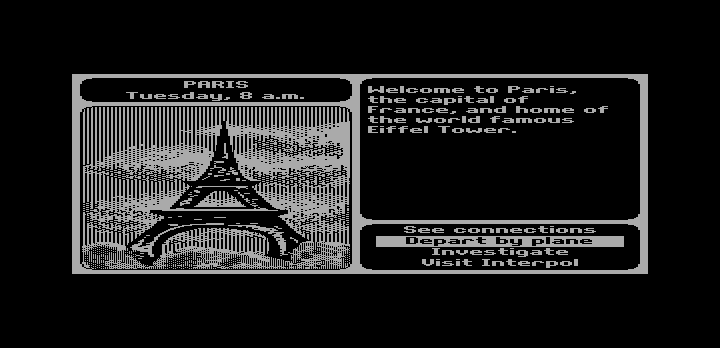 PARIS
Tuesday, 8 a.m.
Welcome to Paris,
the capital of
France, and home of
the world famous
Eiffel Tower.
See connections
Depart by plane
Investigate
Visit Interpol